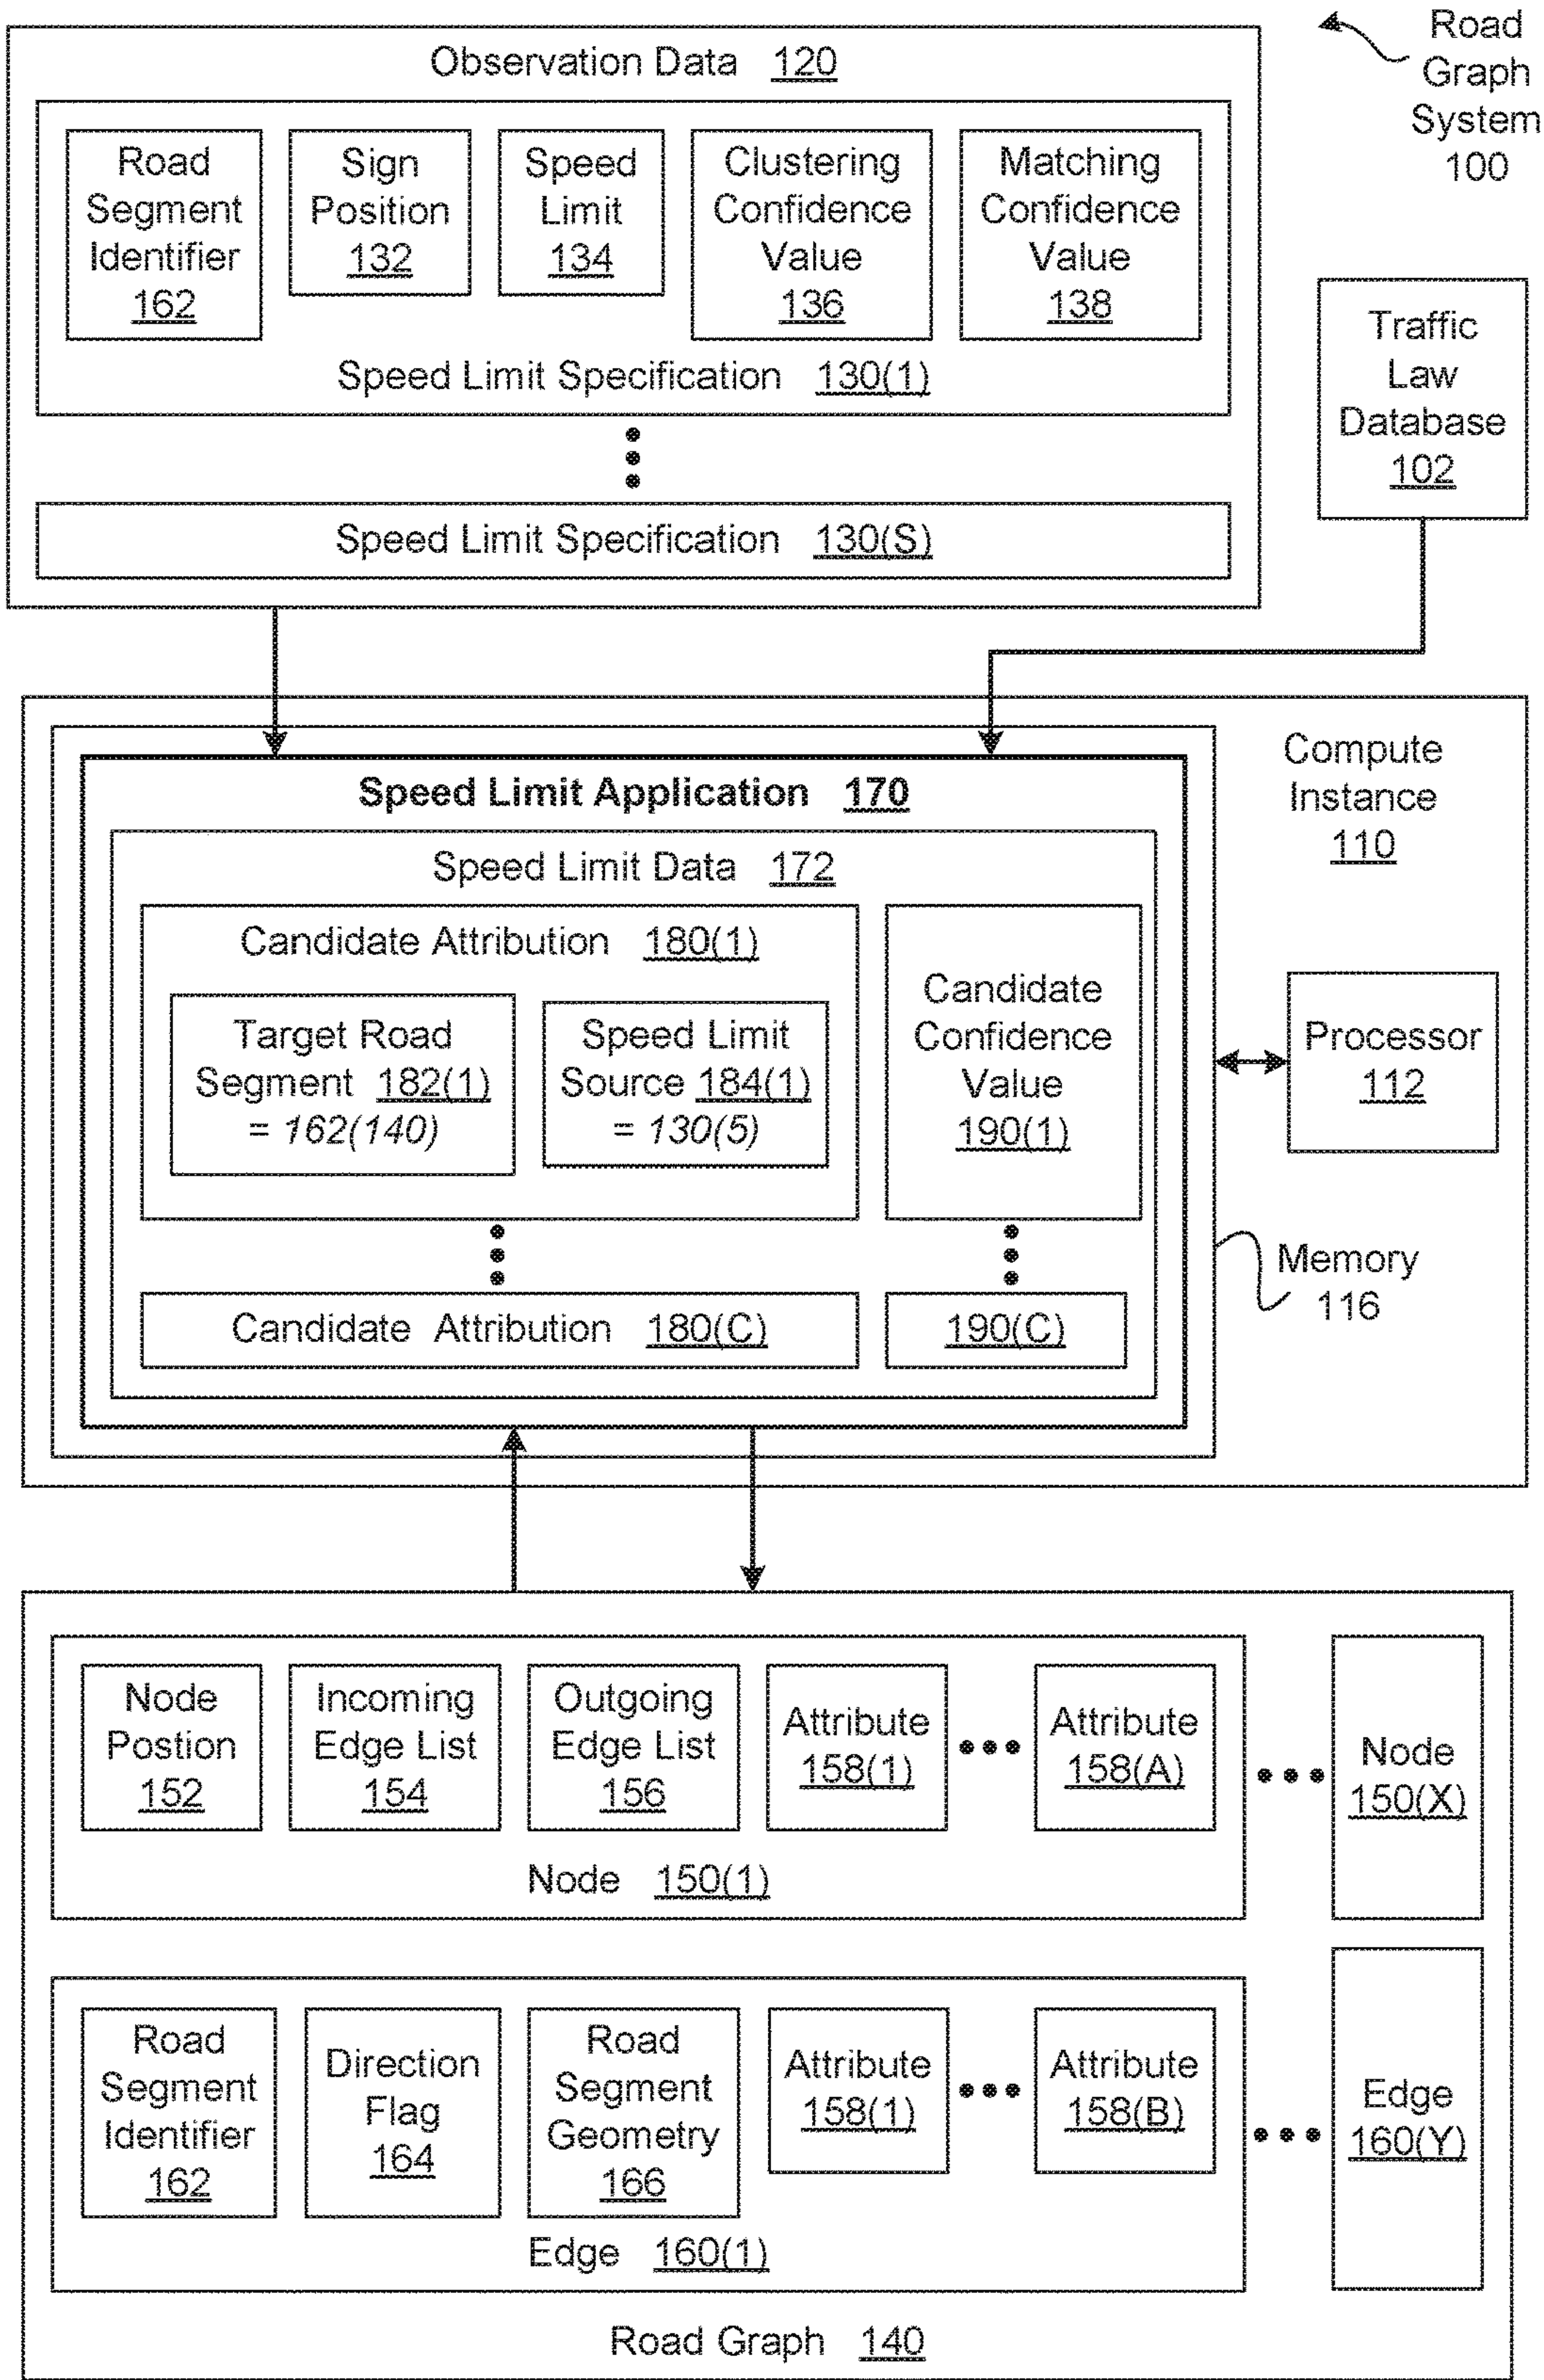 Road
Graph
System
100
Observation Data 120
Road
Segment
Identifier
162
Sign
Position
132
Speed
Limit
134
Clustering
Confidence
Value
136
Matching
Confidence
Value
138
Speed Limit Specification 130(1)
Speed Limit Specification 130(S)
Traffic
Law
Database
102
Compute
Instance
110
Speed Limit Application 170
Speed Limit Data 172
Candidate Attribution 180(1)
Target Road
Segment 182(1)
= 162(140)
Speed Limit
Source 184(1)
= 130(5)
Candidate
Confidence
Value
190(1)
Candidate Attribution 180(C)
190(C)
Processor
112
Memory
116
Node
Postion
152
Incoming
Edge List
154
Outgoing
Edge List
156
Attribute
158(1)
Attribute
158(A)
Node 150(1)
Node
150(X)
Road
Segment
Identifier
162
Direction
Flag
164
Road
Segment
Geometry
166
Attribute
158(1)
Attribute
158(B)
Edge 160(1)
Edge
160(Y)
Road Graph 140